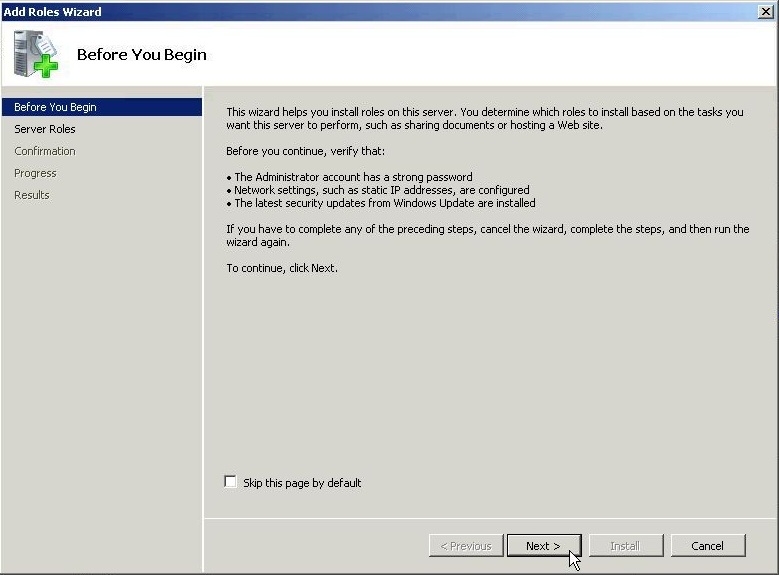 Add Roles Wizard
Before You Begin
Before You Begin
Server Roles
Confirmation
Progress
Results
This wizard helps you install roles on this server. You determine which roles to install based on the tasks you
want this server to perform, such as sharing documents or hosting a Web site.
Before you continue, verify that:
• The Administrator account has a strong password
• Network settings, such as static IP addresses, are configured
• The latest security updates from Windows Update are installed
If you have to complete any of the preceding steps, cancel the wizard, complete the steps, and then run the
wizard again.
To continue, click Next.
Skip this page by default
< Previous
Next >
Install
Cancel